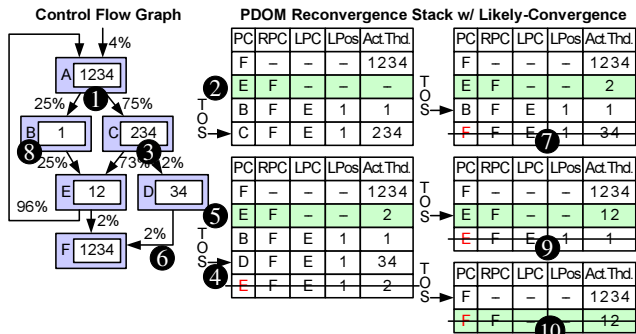 Control Flow Graph
PDOM Reconvergence Stack w/ Likely-Convergence
4%
A 1234
1
25% 75%
B 1
8
C 234
3
25% 73% 2%
E 12
D 34
96% 2% 2%
6
F 1234
2
PC RPC LPC LPos Act.Thd.
F – – – 1234
E F – – –
B F E 1 1
TOS
C F E 1 234
PC RPC LPC LPos Act.Thd.
F – – – 1234
E F – – 2
TOS
B F E 1 1
F F E 1 34
7
PC RPC LPC LPos Act.Thd.
F – – – 1234
5
E F – – 2
B F E 1 1
TOS
D F E 1 34
4
E F E 1 2
PC RPC LPC LPos Act.Thd.
F – – – 1234
TOS
E F – – 12
E F E 1 1
9
PC RPC LPC LPos Act.Thd.
TOS
F – – – 1234
F F – – 12
10